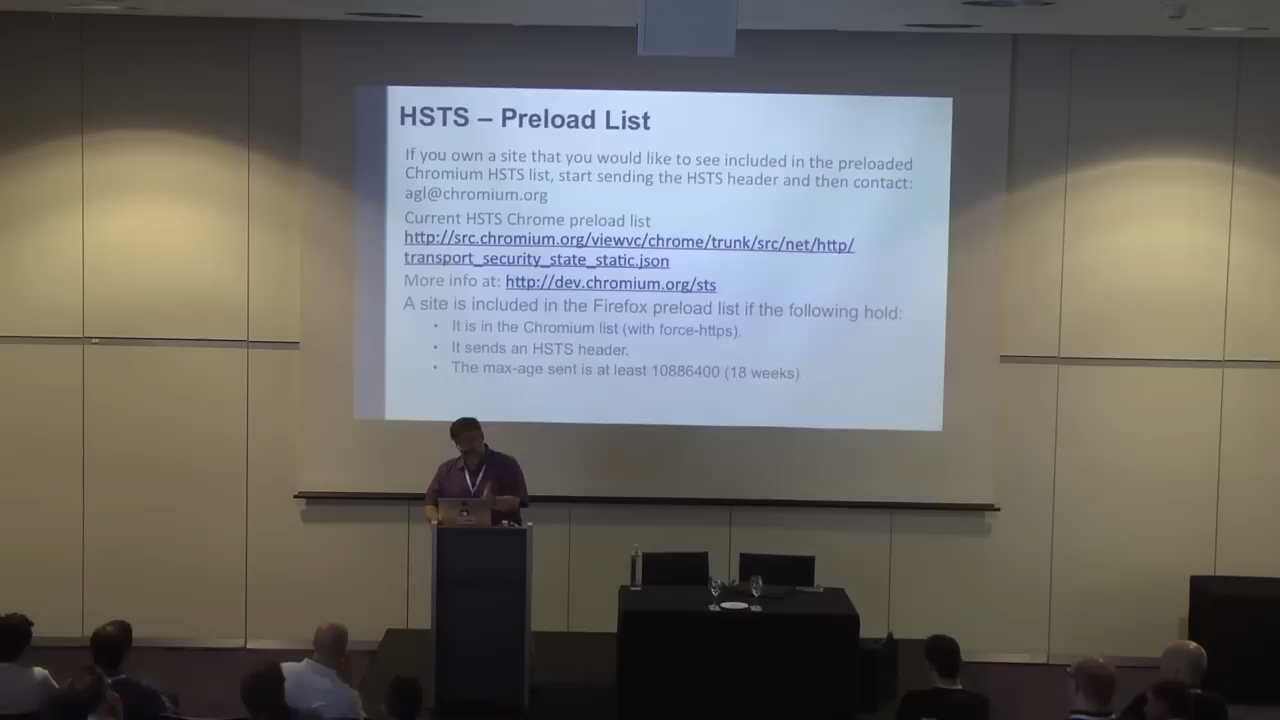 HSTS – Preload List
If you own a site that you would like to see included in the preloaded
Chromium HSTS list, start sending the HSTS header and then contact:
agl@chromium.org
Current HSTS Chrome preload list
http://src.chromium.org/viewvc/chrome/trunk/src/net/http/
transport_security_state_static.json
More info at: http://dev.chromium.org/sts
A site is included in the Firefox preload list if the following hold:
• It is in the Chromium list (with force-https).
• It sends an HSTS header.
• The max-age sent is at least 10886400 (18 weeks).